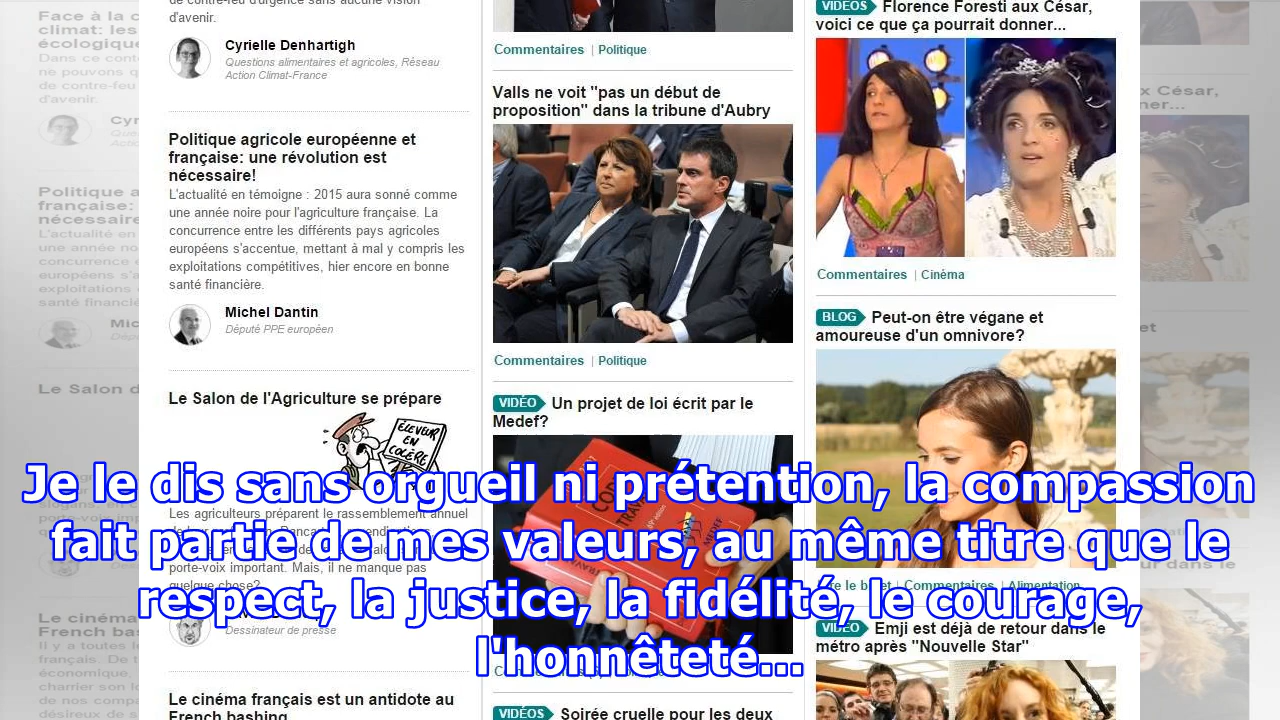 de contre-feu d'urgence sans aucune vision
d'avenir.
Cyrielle Denhartigh
Questions alimentaires et agricoles, Réseau
Action Climat-France
Politique agricole européenne et
française: une révolution est
nécessaire!
L'actualité en témoigne : 2015 aura sonné comme
une année noire pour l'agriculture française. La
concurrence entre les différents pays agricoles
européens s'accentue, mettant à mal y compris les
exploitations compétitives, hier encore en bonne
santé financière.
Michel Dantin
Député PPE européen
Le Salon de l'Agriculture se prépare
ÉLEVEUR
EN
COLÈRE
Les agriculteurs préparent le rassemblement annuel
porte-voix important. Mais, il ne manque pas
quelque chose?
Dessinateur de presse
Le cinéma français est un antidote au
French bashing
Commentaires | Politique
Valls ne voit "pas un début de
proposition" dans la tribune d'Aubry
Commentaires | Politique
VIDÉO Un projet de loi écrit par le
Medef?
VIDÉOS Soirée cruelle pour les deux
VIDÉOS Florence Foresti aux César,
voici ce que ça pourrait donner...
Commentaires | Cinéma
BLOG Peut-on être végane et
amoureuse d'un omnivore?
Commentaires | Alimentation
VIDÉO Emji est déjà de retour dans le
métro après "Nouvelle Star"
Je le dis sans orgueil ni prétention, la compassion
fait partie de mes valeurs, au même titre que le
respect, la justice, la fidélité, le courage,
l'honnêteté...